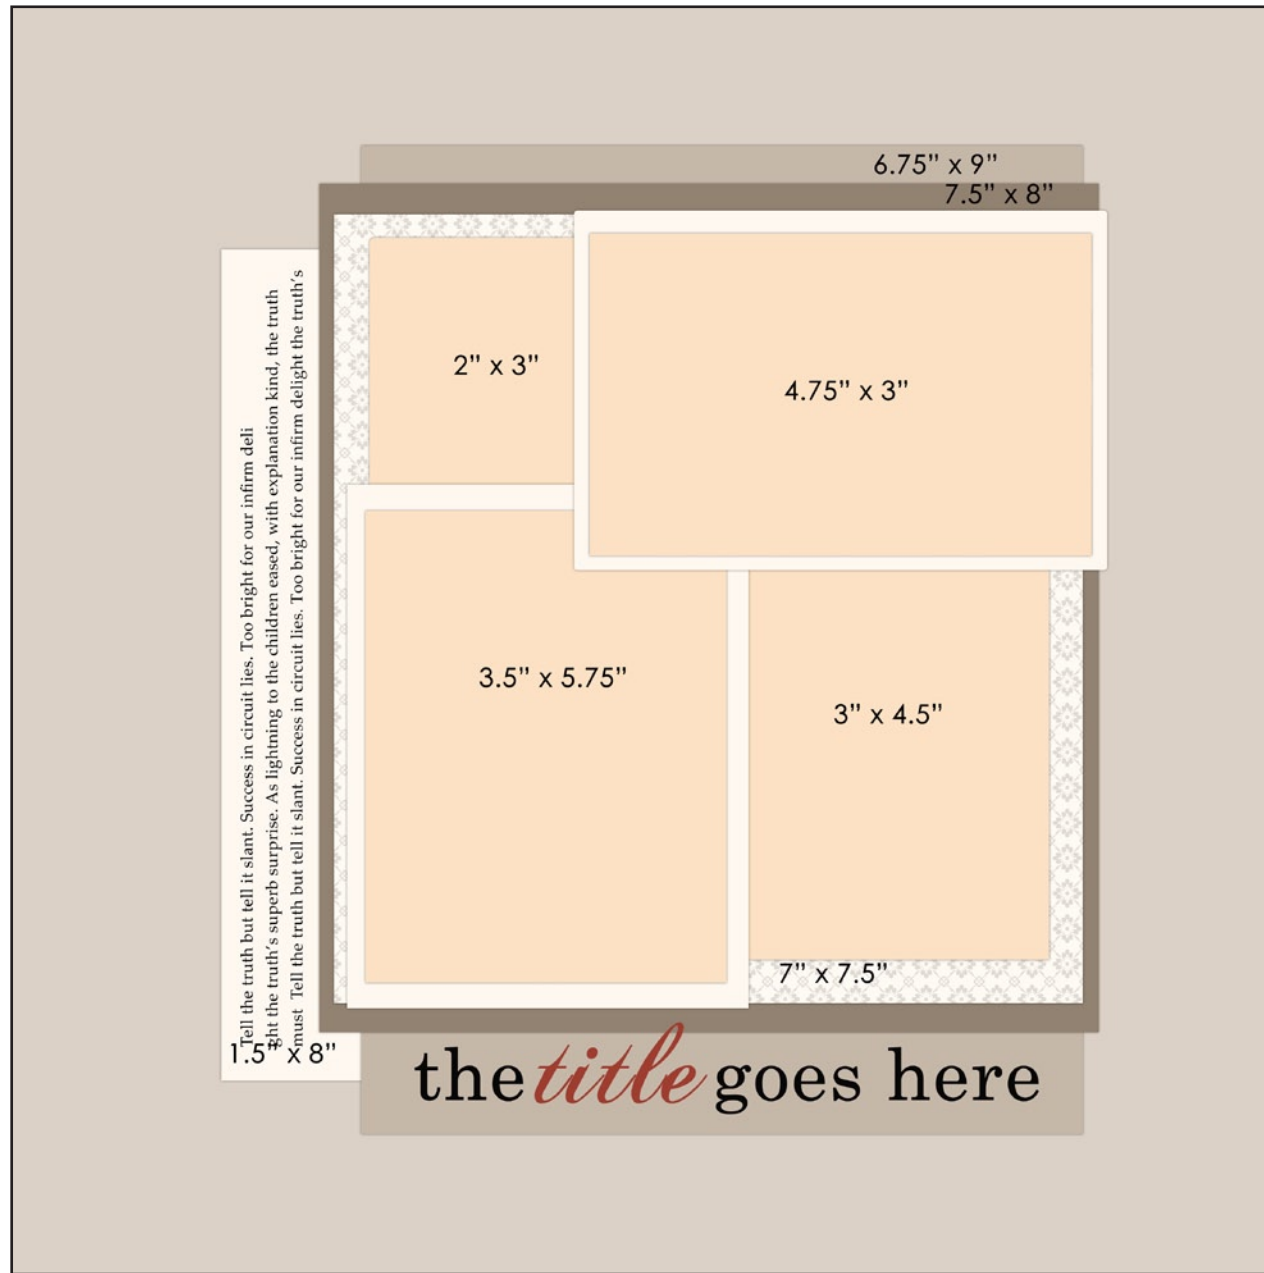 6.75" x 9"
7.5" x 8"
2" x 3"
4.75" x 3"
3.5" x 5.75"
3" x 4.5"
7" x 7.5"
Tell the truth but tell it slant. Success in circuit lies. Too bright for our infirm deli
ght the truth's superb surprise. As lightning to the children eased, with explanation kind, the truth
must Tell the truth but tell it slant. Success in circuit lies. Too bright for our infirm delight the truth's
1.5" x 8"
the title goes here